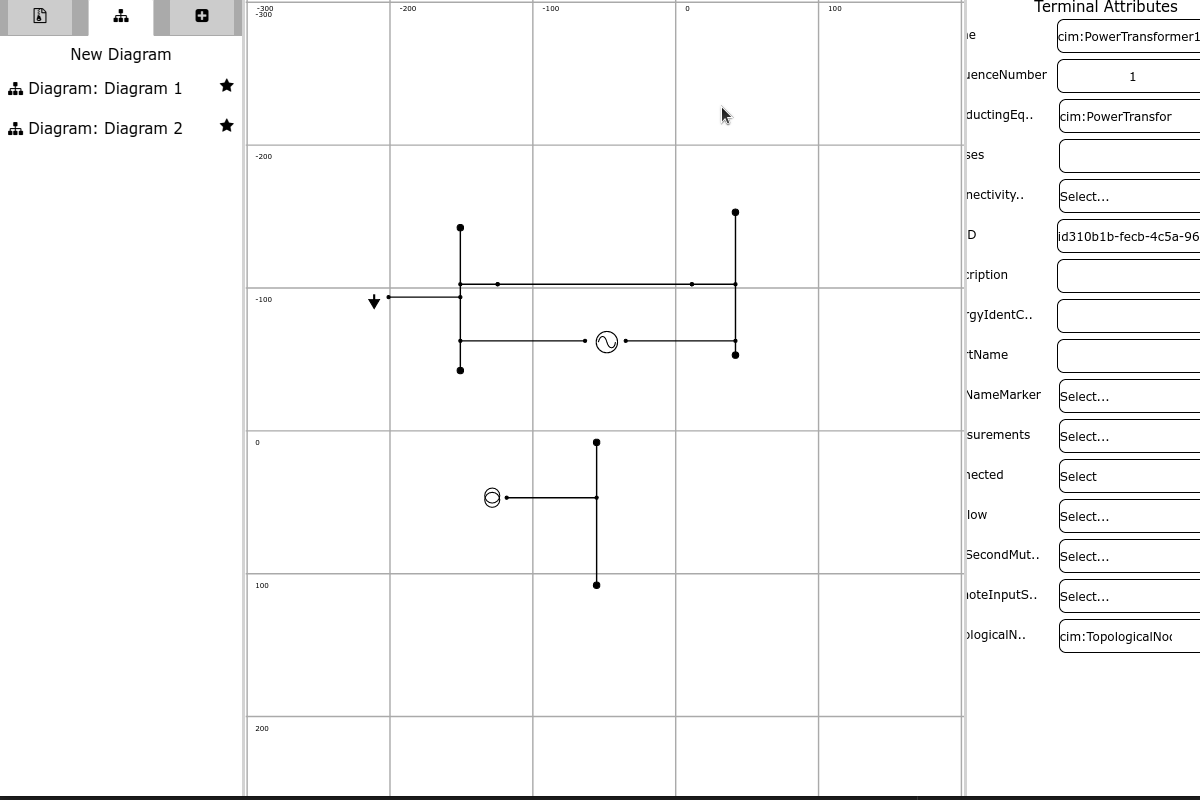 New Diagram
Diagram: Diagram 1
Diagram: Diagram 2
-300 -200 -100 0 100
-300
-200
-100
0
100
200
Terminal Attributes
cim:PowerTransformer1
uenceNumber 1
ductingEq.. cim:PowerTransfor
ses
nectivity.. Select...
D id310b1b-fecb-4c5a-96
cription
rgyIdentC..
rtName
NameMarker Select...
surements Select...
nected Select
low Select...
SecondMut.. Select...
noteInputS.. Select...
ologicalN.. cim:TopologicalNoc